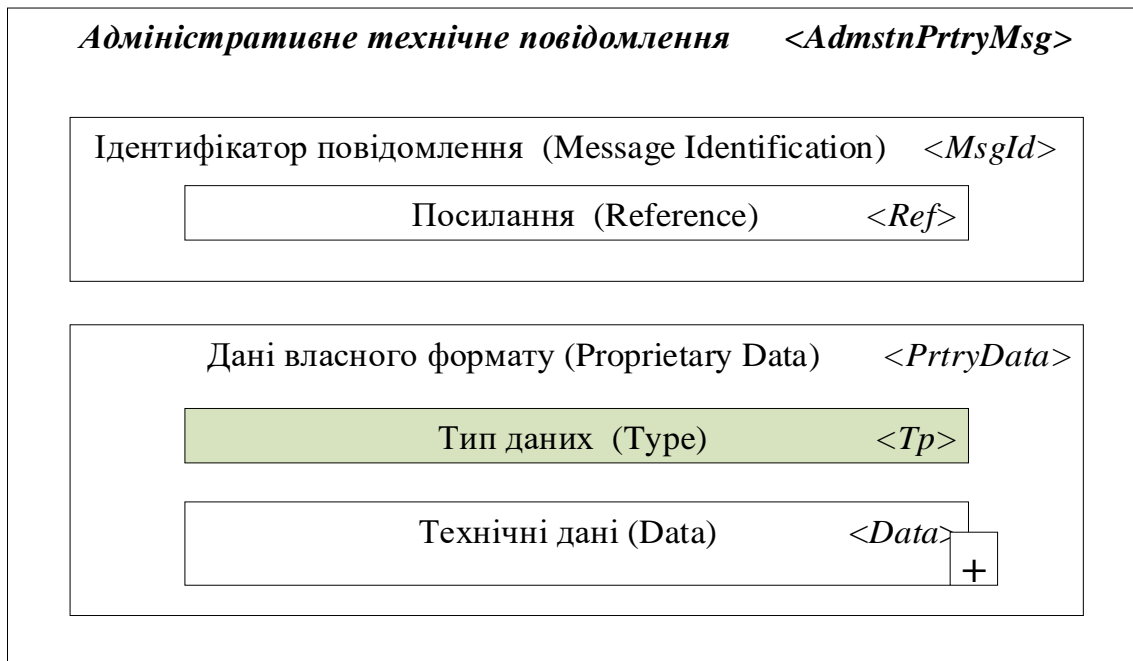 Адміністративне технічне повідомлення <AdmstnPrtryMsg>
Ідентифікатор повідомлення (Message Identification) <MsgId>
Посилання (Reference) <Ref>
Дані власного формату (Proprietary Data) <PrtryData>
Тип даних (Type) <Tp>
Технічні дані (Data) <Data>
+